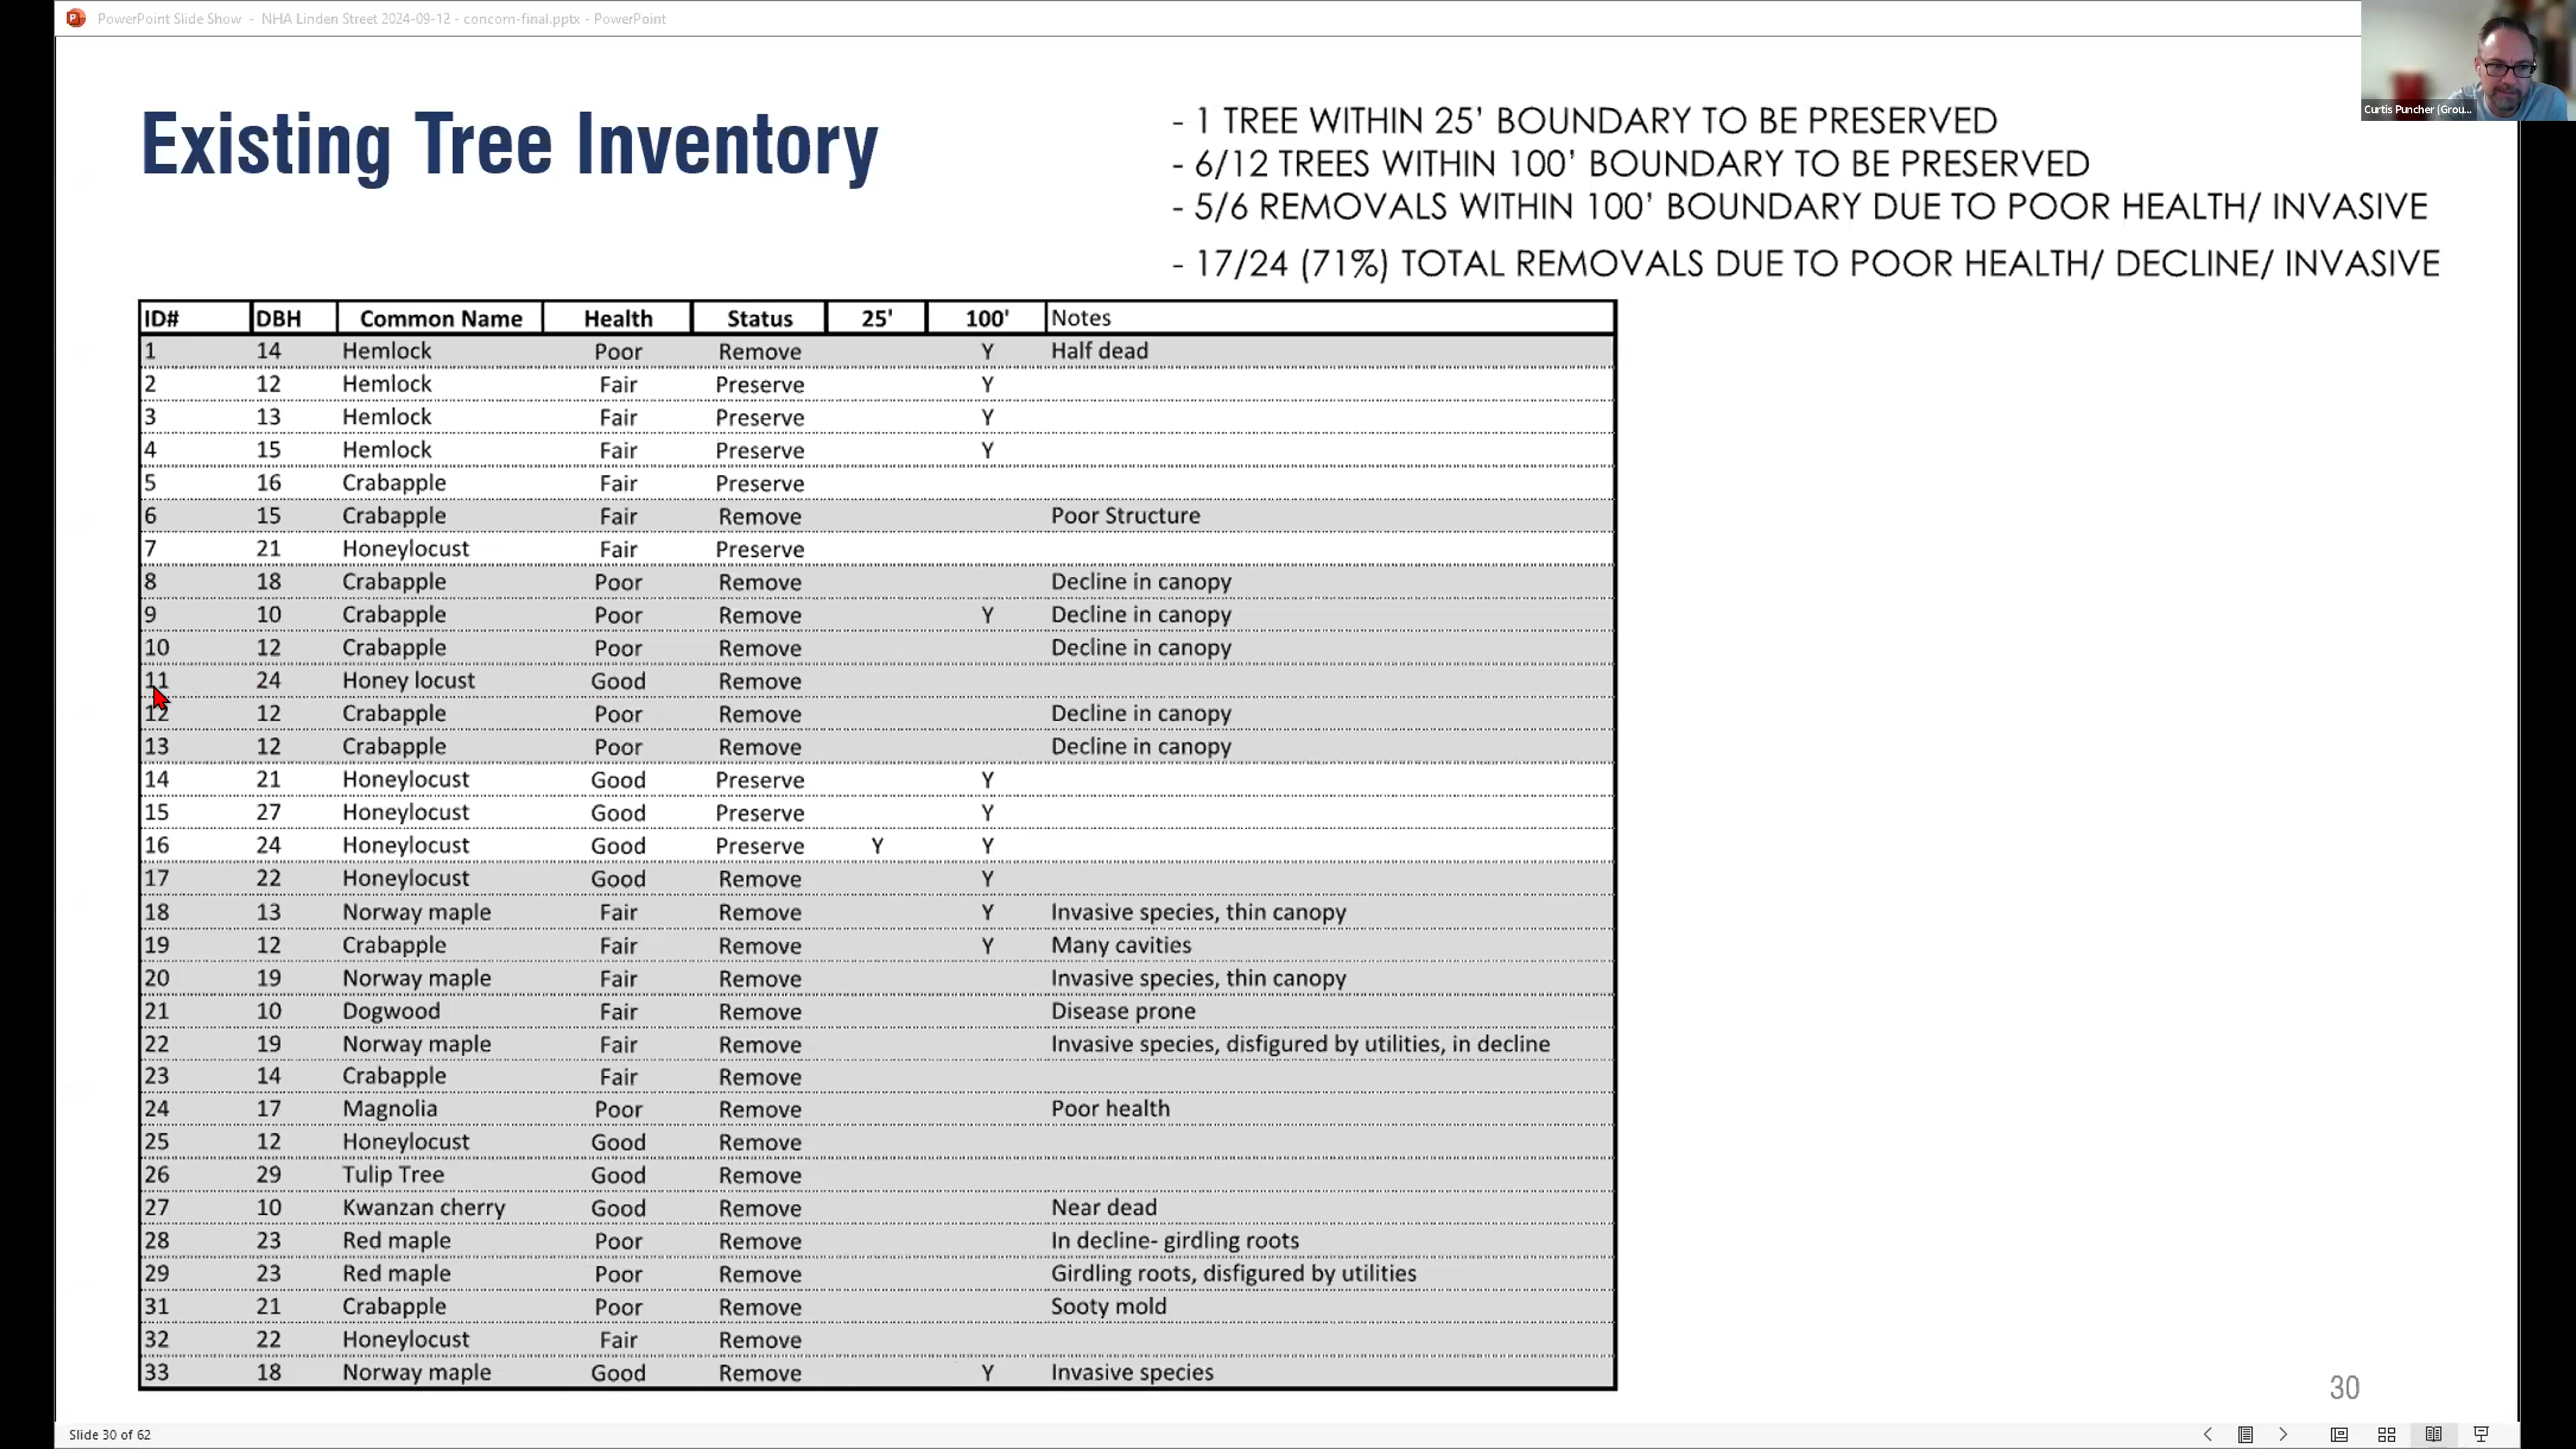 PowerPoint Slide Show - NHA Linden Street 2024-09-12 - concom-final.pptx - PowerPoint
Curtis Puncher (Grou...
Existing Tree Inventory
- 1 TREE WITHIN 25' BOUNDARY TO BE PRESERVED
- 6/12 TREES WITHIN 100' BOUNDARY TO BE PRESERVED
- 5/6 REMOVALS WITHIN 100' BOUNDARY DUE TO POOR HEALTH/ INVASIVE
- 17/24 (71%) TOTAL REMOVALS DUE TO POOR HEALTH/ DECLINE/ INVASIVE
ID# DBH Common Name Health Status 25' 100' Notes
1 14 Hemlock Poor Remove Y Half dead
2 12 Hemlock Fair Preserve Y
3 13 Hemlock Fair Preserve Y
4 15 Hemlock Fair Preserve Y
5 16 Crabapple Fair Preserve
6 15 Crabapple Fair Remove Poor Structure
7 21 Honeylocust Fair Preserve
8 18 Crabapple Poor Remove Decline in canopy
9 10 Crabapple Poor Remove Y Decline in canopy
10 12 Crabapple Poor Remove Decline in canopy
11 24 Honey locust Good Remove
12 12 Crabapple Poor Remove Decline in canopy
13 12 Crabapple Poor Remove Decline in canopy
14 21 Honeylocust Good Preserve Y
15 27 Honeylocust Good Preserve Y
16 24 Honeylocust Good Preserve Y Y
17 22 Honeylocust Good Remove Y
18 13 Norway maple Fair Remove Y Invasive species, thin canopy
19 12 Crabapple Fair Remove Y Many cavities
20 19 Norway maple Fair Remove Invasive species, thin canopy
21 10 Dogwood Fair Remove Disease prone
22 19 Norway maple Fair Remove Invasive species, disfigured by utilities, in decline
23 14 Crabapple Fair Remove
24 17 Magnolia Poor Remove Poor health
25 12 Honeylocust Good Remove
26 29 Tulip Tree Good Remove
27 10 Kwanzan cherry Good Remove Near dead
28 23 Red maple Poor Remove In decline- girdling roots
29 23 Red maple Poor Remove Girdling roots, disfigured by utilities
31 21 Crabapple Poor Remove Sooty mold
32 22 Honeylocust Fair Remove
33 18 Norway maple Good Remove Y Invasive species
30
Slide 30 of 62